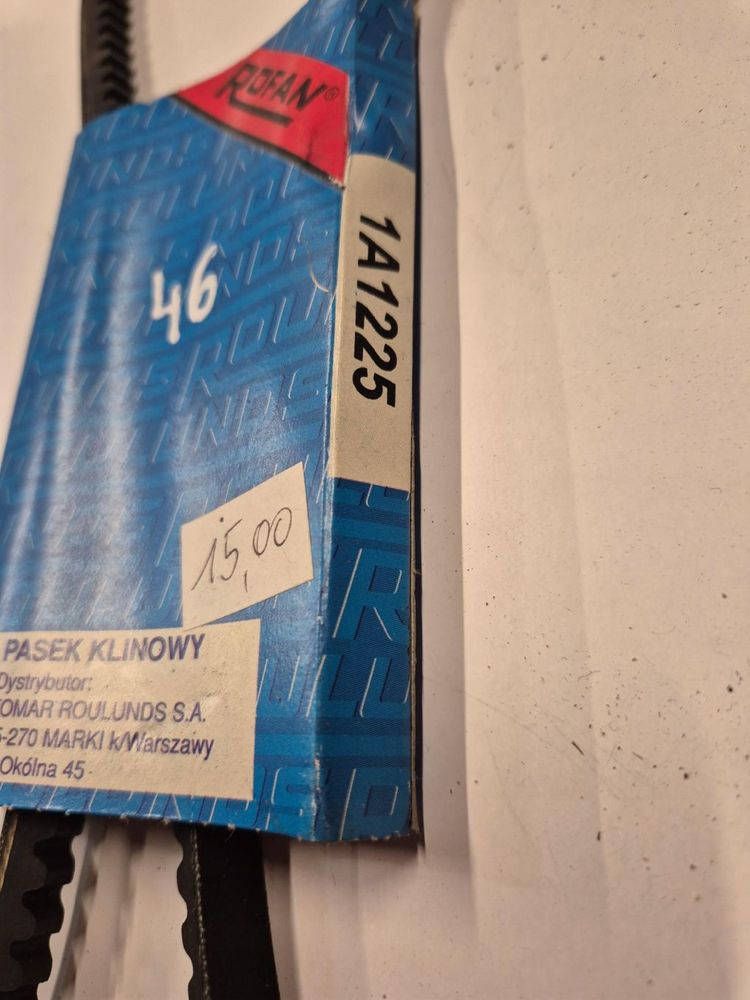 ROFAN®
1A1225
46
15,00
PASEK KLINOWY
Dystrybutor:
OMAR ROULUNDS S.A.
-270 MARKI k/Warszawy
Okólna 45